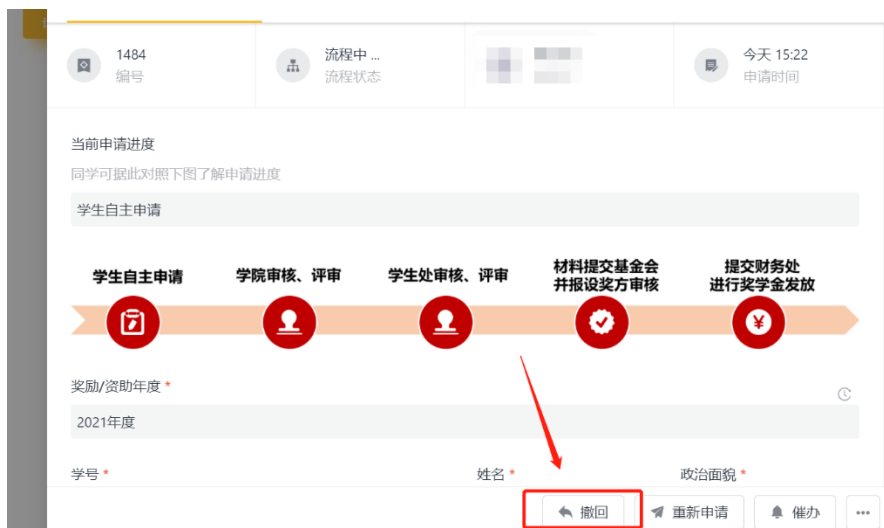 1484
编号
流程中 ...
流程状态
今天 15:22
申请时间
当前申请进度
同学可据此对照下图了解申请进度
学生自主申请
学生自主申请
学院审核、评审
学生处审核、评审
材料提交基金会
并报设奖方审核
提交财务处
进行奖学金发放
奖励/资助年度 *
2021年度
学号 *
姓名 *
政治面貌 *
撤回
重新申请
催办